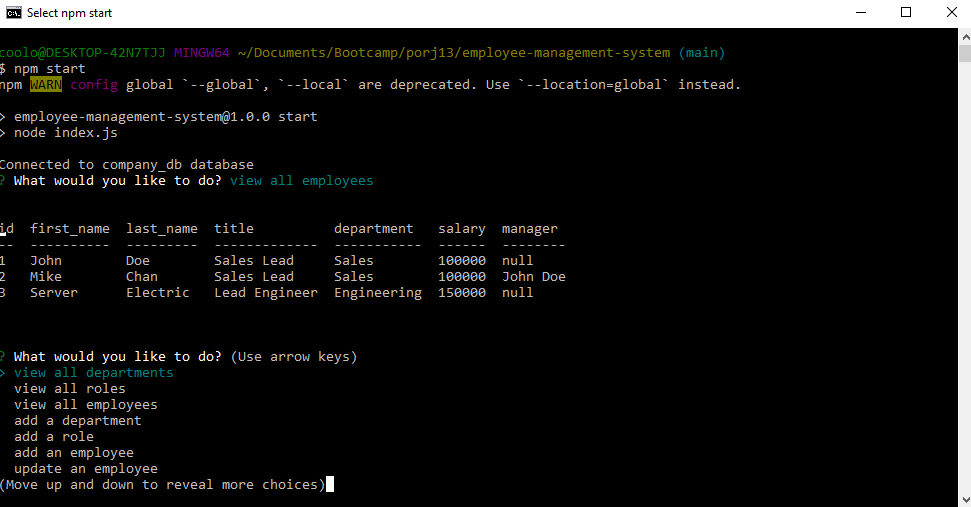 Select npm start
coolo@DESKTOP-42N7TJJ MINGW64 ~/Documents/Bootcamp/porj13/employee-management-system (main)
$ npm start
npm WARN config global `--global`, `--local` are deprecated. Use `--location=global` instead.
> employee-management-system@1.0.0 start
> node index.js
Connected to company_db database
? What would you like to do? view all employees
id  first_name  last_name  title          department   salary  manager
--  ----------  ---------  -------------  -----------  ------  --------
1   John        Doe        Sales Lead     Sales        100000  null
2   Mike        Chan       Sales Lead     Sales        100000  John Doe
3   Server      Electric   Lead Engineer  Engineering  150000  null
? What would you like to do? (Use arrow keys)
> view all departments
  view all roles
  view all employees
  add a department
  add a role
  add an employee
  update an employee
(Move up and down to reveal more choices)